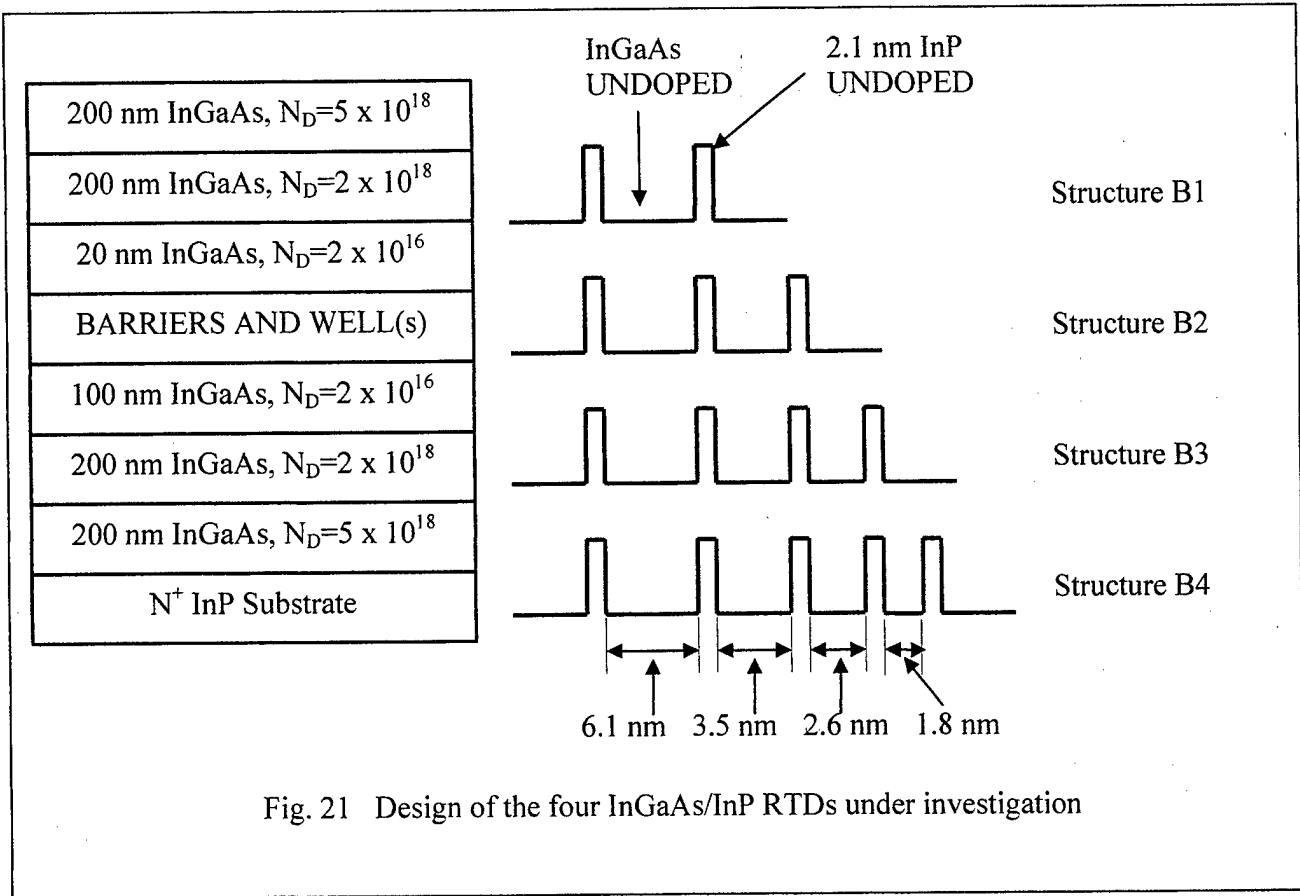 InGaAs
UNDOPED
2.1 nm InP
UNDOPED
200 nm InGaAs, N_D=5 x 10^18
200 nm InGaAs, N_D=2 x 10^18
20 nm InGaAs, N_D=2 x 10^16
BARRIERS AND WELL(s)
100 nm InGaAs, N_D=2 x 10^16
200 nm InGaAs, N_D=2 x 10^18
200 nm InGaAs, N_D=5 x 10^18
N^+ InP Substrate
Structure B1
Structure B2
Structure B3
Structure B4
6.1 nm 3.5 nm 2.6 nm 1.8 nm
Fig. 21 Design of the four InGaAs/InP RTDs under investigation